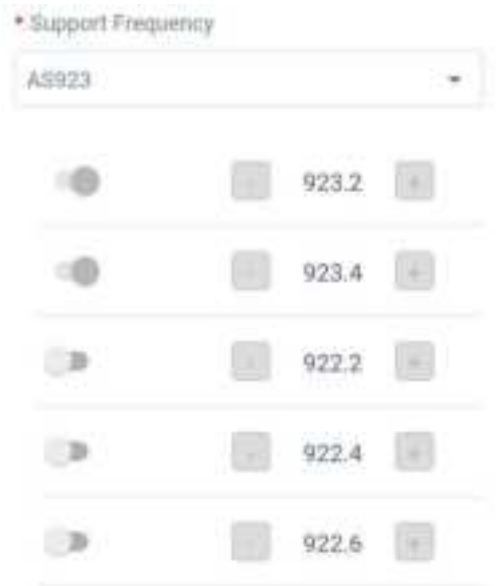 * Support Frequency
AS923
- 923.2 +
- 923.4 +
- 922.2 +
- 922.4 +
- 922.6 +